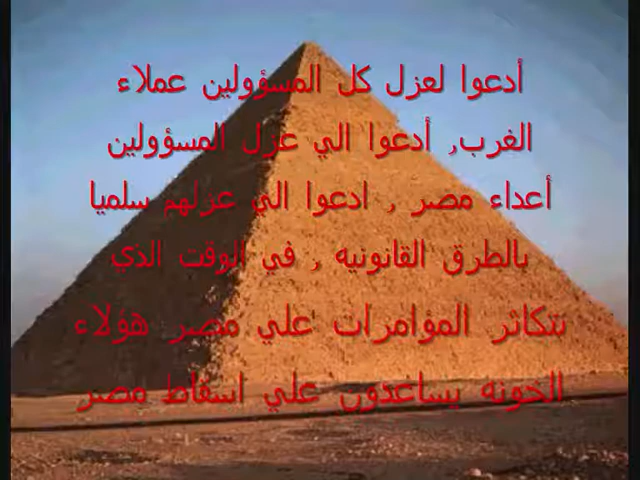 أدعوا لعزل كل المسؤولين عملاء
الغرب, أدعوا الي عزل المسؤولين
أعداء مصر , ادعوا الي عزلهم سلميا
بالطرق القانونيه , في الوقت الذي
تتكاثر المؤامرات علي مصر هؤلاء
الخونه يساعدون علي اسقاط مصر